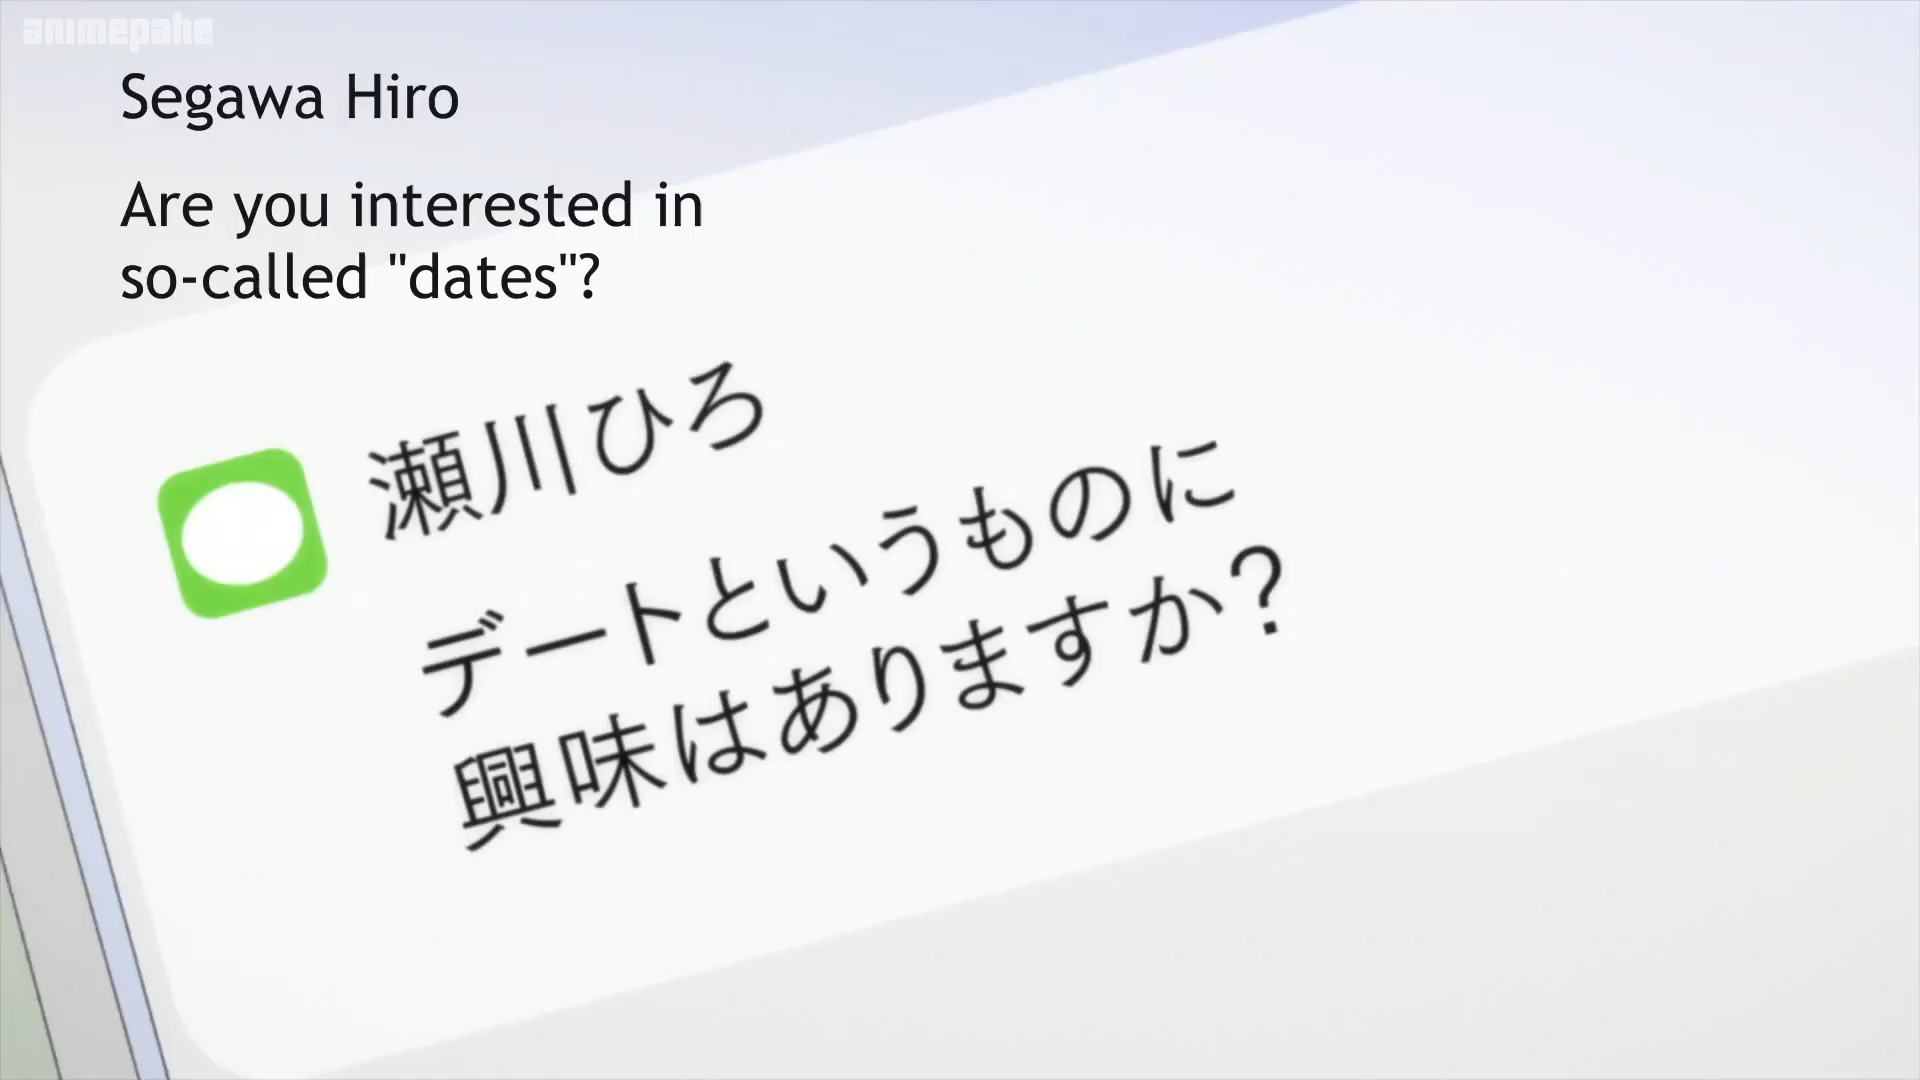 animepahe
Segawa Hiro
Are you interested in
so-called "dates"?
瀬川ひろ
デートというものに
興味はありますか？